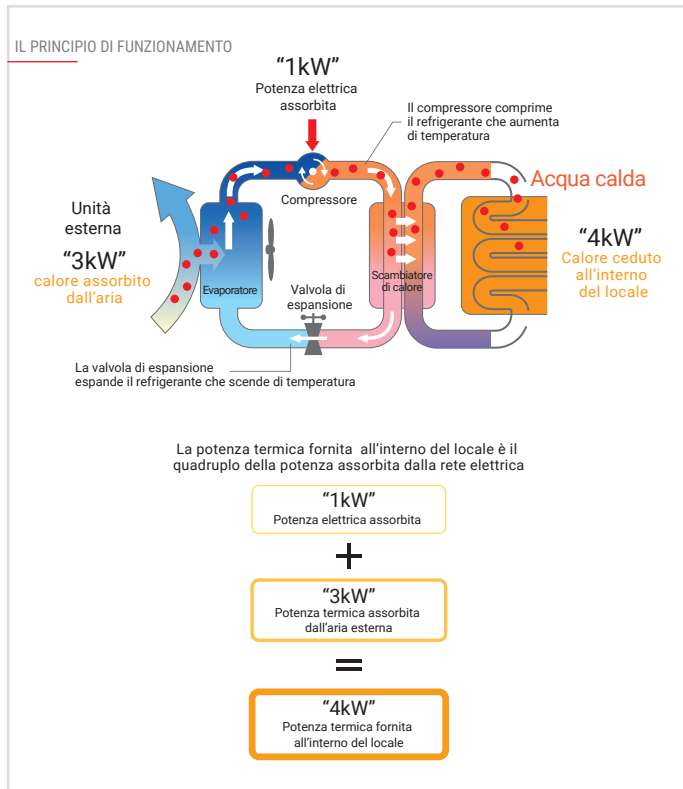 IL PRINCIPIO DI FUNZIONAMENTO
“1kW”
Potenza elettrica
assorbita
Il compressore comprime
il refrigerante che aumenta
di temperatura
Compressore
Acqua calda
Unità
esterna
“3kW”
calore assorbito
dall’aria
“4kW”
Calore ceduto
all’interno
del locale
Evaporatore
Valvola di
espansione
Scambiatore
di calore
La valvola di espansione
espande il refrigerante che scende di temperatura
La potenza termica fornita all’interno del locale è il
quadruplo della potenza assorbita dalla rete elettrica
“1kW”
Potenza elettrica assorbita
+
“3kW”
Potenza termica assorbita
dall’aria esterna
=
“4kW”
Potenza termica fornita
all’interno del locale